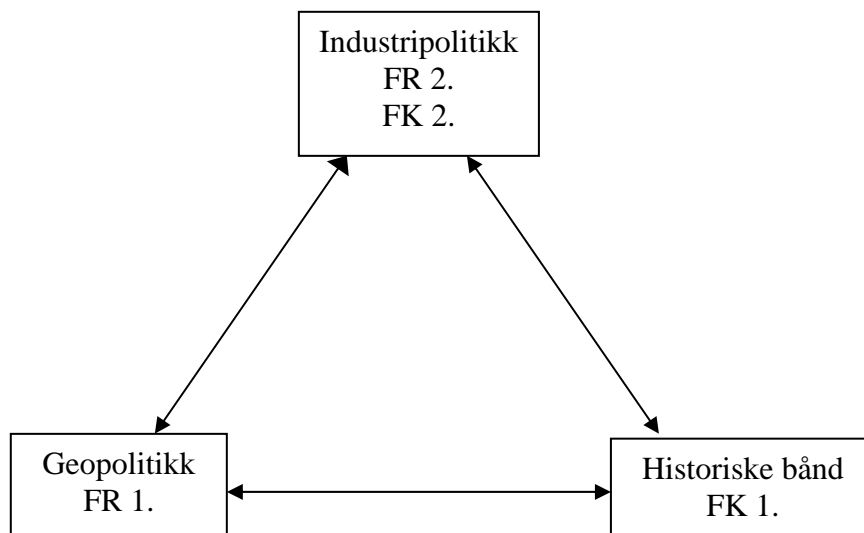 Industripolitikk
FR 2.
FK 2.
Geopolitikk
FR 1.
Historiske bånd
FK 1.